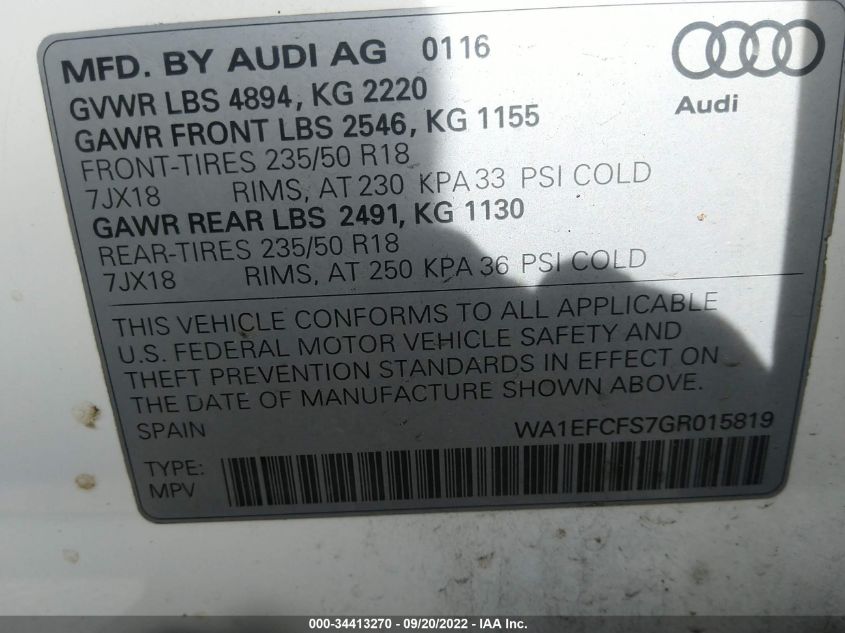 MFD. BY AUDI AG 0116
GVWR LBS 4894, KG 2220
GAWR FRONT LBS 2546, KG 1155
FRONT-TIRES 235/50 R18
7JX18 RIMS, AT 230 KPA 33 PSI COLD
GAWR REAR LBS 2491, KG 1130
REAR-TIRES 235/50 R18
7JX18 RIMS, AT 250 KPA 36 PSI COLD
Audi
THIS VEHICLE CONFORMS TO ALL APPLICABLE
U.S. FEDERAL MOTOR VEHICLE SAFETY AND
THEFT PREVENTION STANDARDS IN EFFECT ON
THE DATE OF MANUFACTURE SHOWN ABOVE.
SPAIN WA1EFCFS7GR015819
TYPE:
MPV
000-34413270 - 09/20/2022 - IAA Inc.